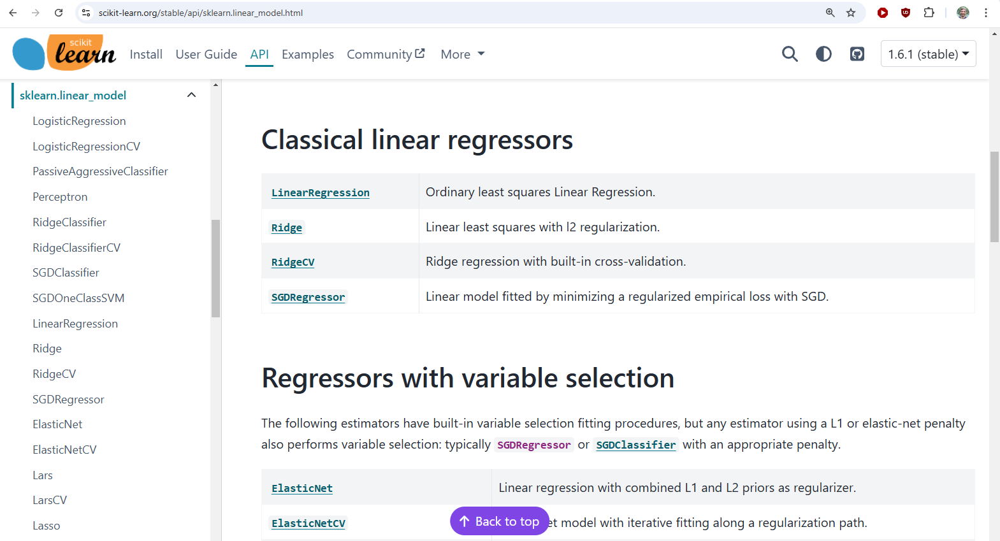 scikit-learn.org/stable/api/sklearn.linear_model.html
scikit
learn
Install
User Guide
API
Examples
Community
More
1.6.1 (stable)
sklearn.linear_model
LogisticRegression
LogisticRegressionCV
PassiveAggressiveClassifier
Perceptron
RidgeClassifier
RidgeClassifierCV
SGDClassifier
SGDOneClassSVM
LinearRegression
Ridge
RidgeCV
SGDRegressor
ElasticNet
ElasticNetCV
Lars
LarsCV
Lasso
Classical linear regressors
LinearRegression Ordinary least squares Linear Regression.
Ridge Linear least squares with l2 regularization.
RidgeCV Ridge regression with built-in cross-validation.
SGDRegressor Linear model fitted by minimizing a regularized empirical loss with SGD.
Regressors with variable selection
The following estimators have built-in variable selection fitting procedures, but any estimator using a L1 or elastic-net penalty
also performs variable selection: typically SGDRegressor or SGDClassifier with an appropriate penalty.
ElasticNet Linear regression with combined L1 and L2 priors as regularizer.
ElasticNetCV et model with iterative fitting along a regularization path.
Back to top